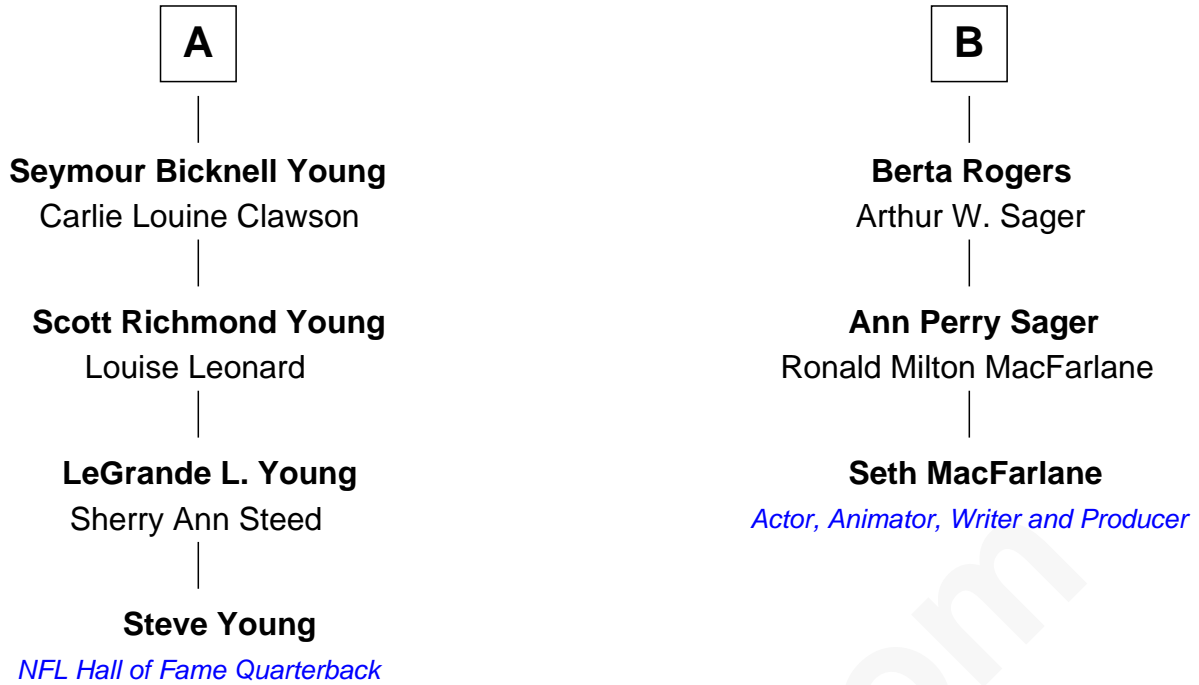 A
Seymour Bicknell Young
Carlie Louine Clawson
Scott Richmond Young
Louise Leonard
LeGrande L. Young
Sherry Ann Steed
Steve Young
NFL Hall of Fame Quarterback
B
Berta Rogers
Arthur W. Sager
Ann Perry Sager
Ronald Milton MacFarlane
Seth MacFarlane
Actor, Animator, Writer and Producer
om